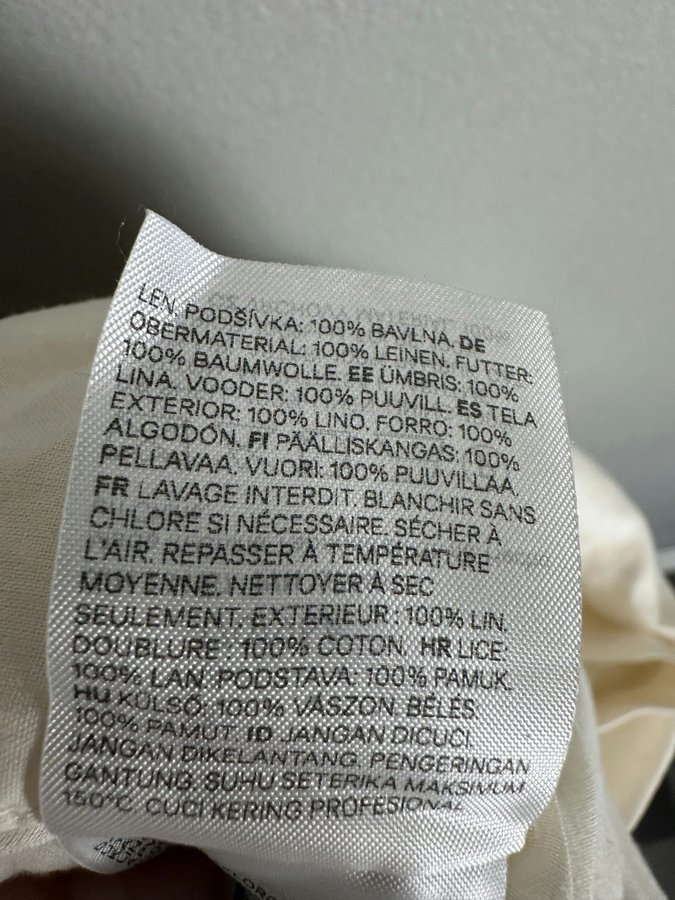 LEN. PODŠÍVKA: 100% BAVLNA. DE
OBERMATERIAL: 100% LEINEN. FUTTER:
100% BAUMWOLLE. EE ÜMBRIS: 100%
LINA. VOODER: 100% PUUVILL. ES TELA
EXTERIOR: 100% LINO. FORRO: 100%
ALGODÓN. FI PÄÄLLISKANGAS: 100%
PELLAVAA. VUORI: 100% PUUVILLAA.
FR LAVAGE INTERDIT. BLANCHIR SANS
CHLORE SI NÉCESSAIRE. SÉCHER À
L'AIR. REPASSER À TEMPÉRATURE
MOYENNE. NETTOYER À SEC
SEULEMENT. EXTERIEUR : 100% LIN.
DOUBLURE : 100% COTON. HR LICE:
100% LAN PODSTAVA: 100% PAMUK.
HU KÜLSŐ: 100% VÁSZON BÉLÉS:
100% PAMUT. ID JANGAN DICUCI.
JANGAN DIKELANTANG. PENGERINGAN
GANTUNG. SUHU SETERIKA MAKSIMUM
150°C. CUCI KERING PROFESIONAL